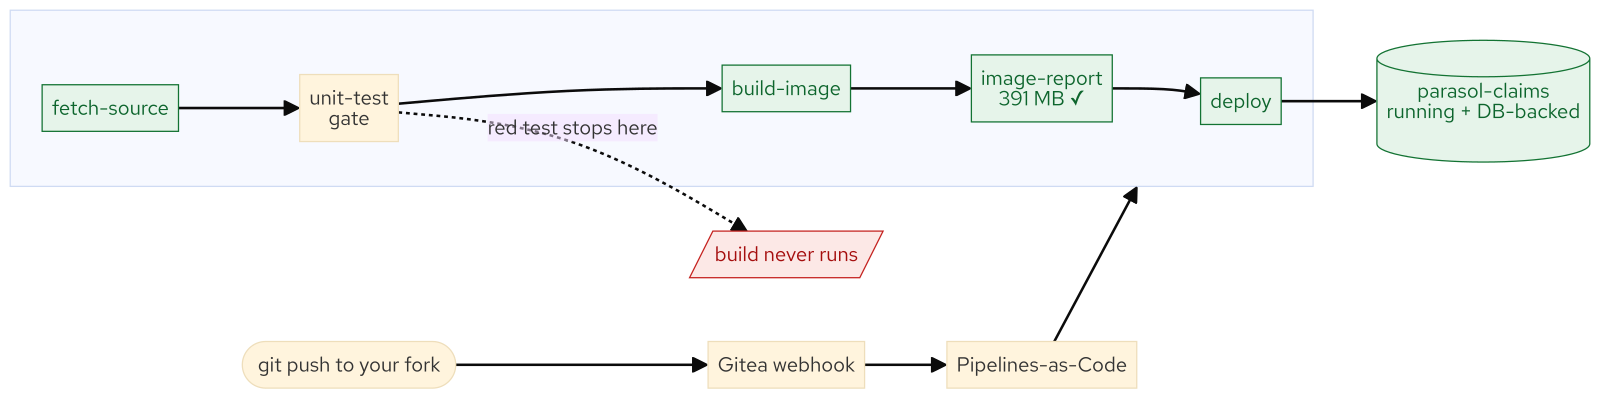 fetch-source
unit-test
gate
red test stops here
build-image
image-report
391 MB ✓
deploy
parasol-claims
running + DB-backed
build never runs
git push to your fork
Gitea webhook
Pipelines-as-Code